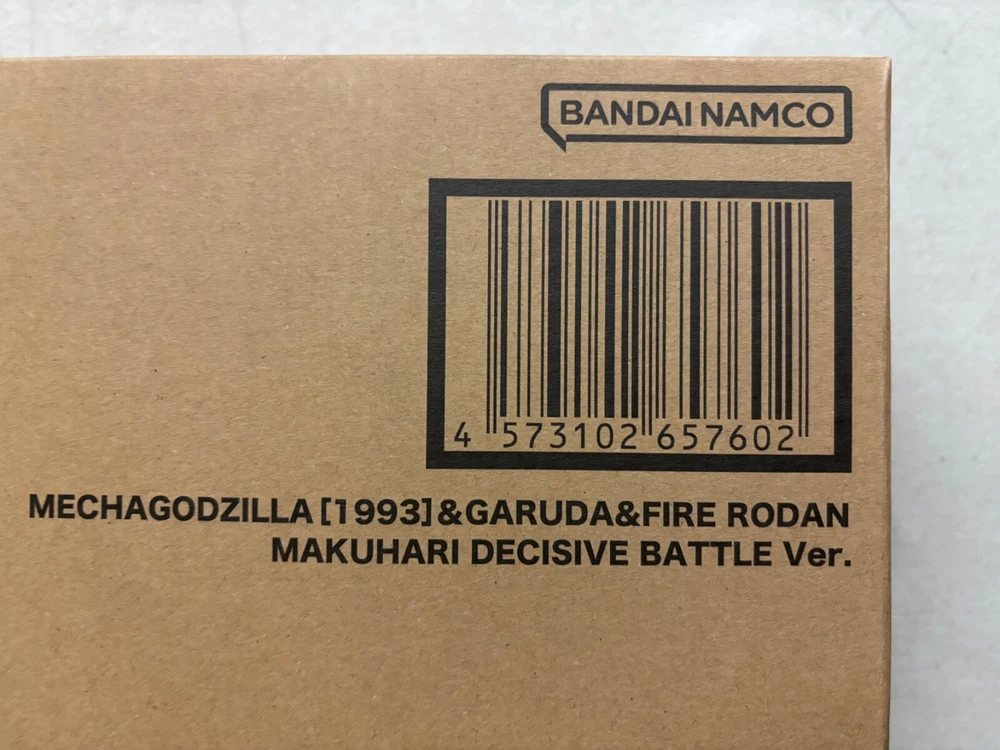 BANDAI NAMCO
4 573102 657602
MECHAGODZILLA[1993]&GARUDA&FIRE RODAN
MAKUHARI DECISIVE BATTLE Ver.